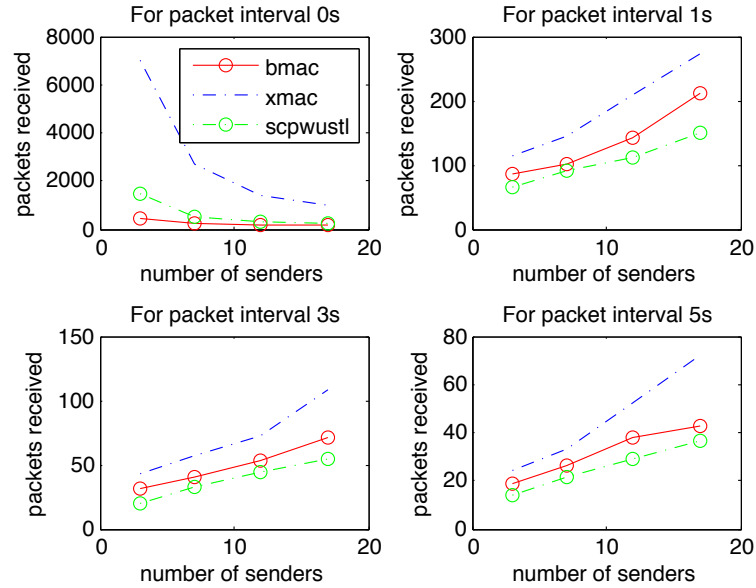 For packet interval 0s
8000
6000
4000
2000
0
0
10
20
packets received
number of senders
bmac
xmac
scpwustl
For packet interval 1s
300
200
100
0
0
10
20
packets received
number of senders
For packet interval 3s
150
100
50
0
0
10
20
packets received
number of senders
For packet interval 5s
80
60
40
20
0
0
10
20
packets received
number of senders